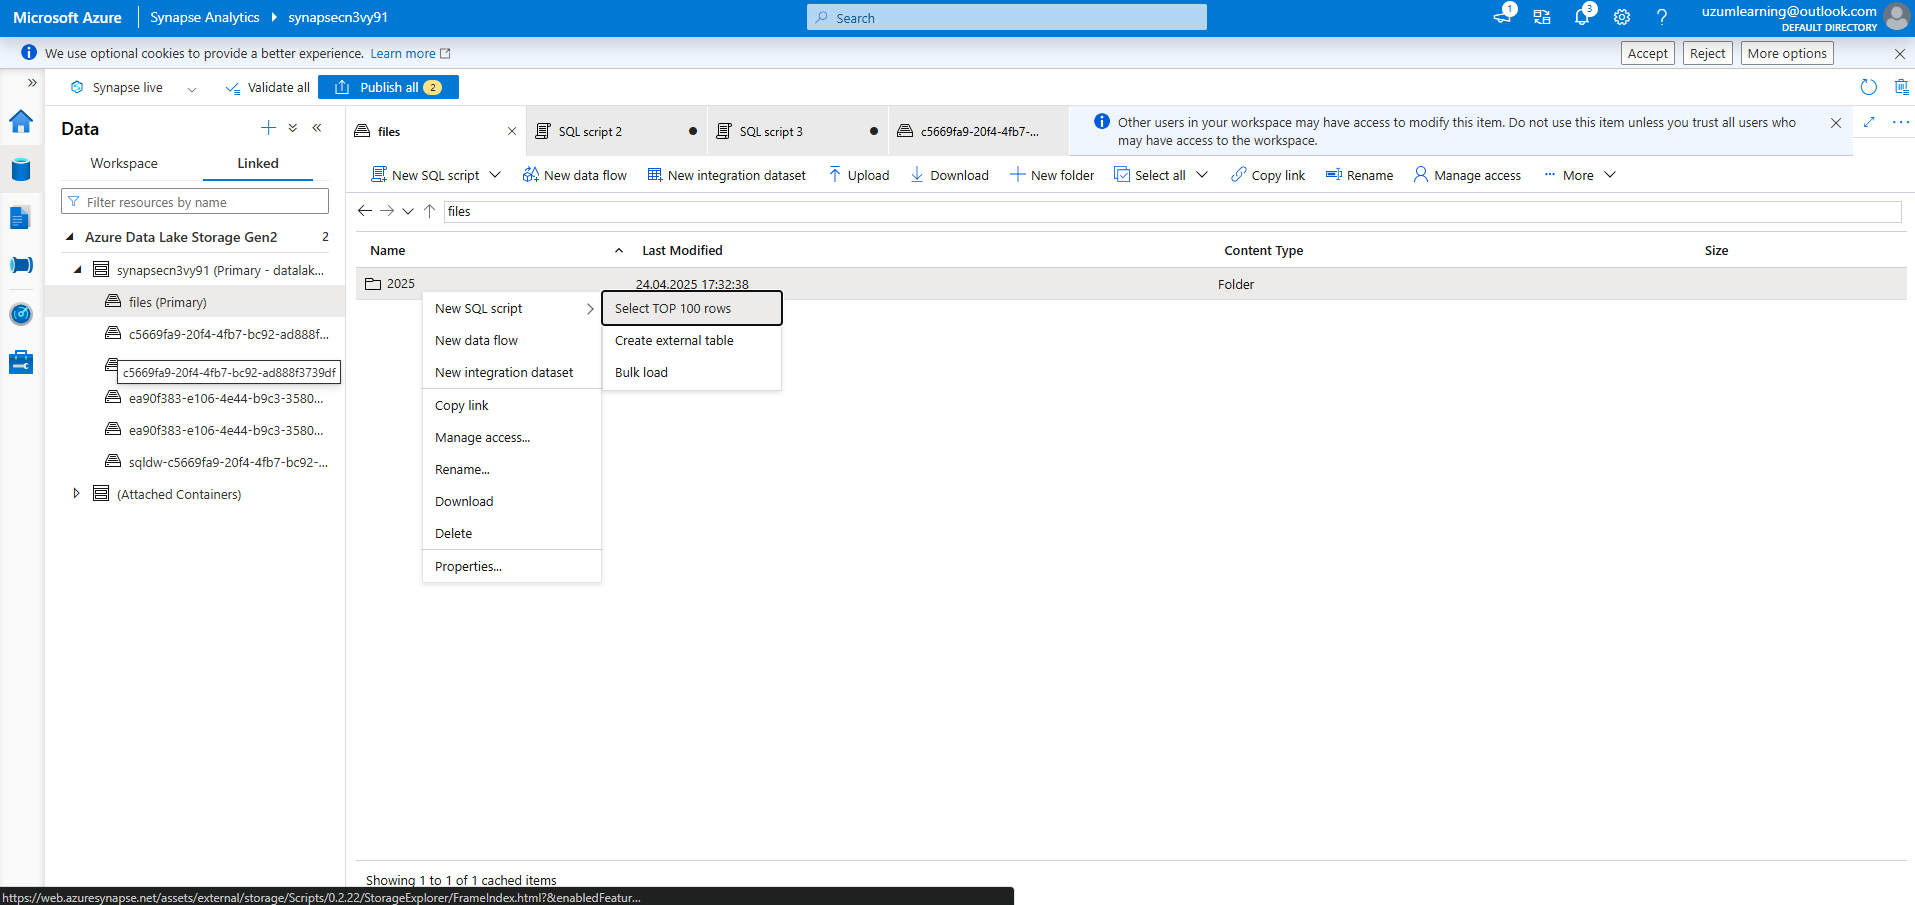 Microsoft Azure
Synapse Analytics
synapsecn3vy91
Search
1
3
uzumlearning@outlook.com
DEFAULT DIRECTORY
We use optional cookies to provide a better experience. Learn more
Accept
Reject
More options
Synapse live
Validate all
Publish all 2
Data
Workspace
Linked
Filter resources by name
Azure Data Lake Storage Gen2
2
synapsecn3vy91 (Primary - datalak...
files (Primary)
c5669fa9-20f4-4fb7-bc92-ad888f...
c5669fa9-20f4-4fb7-bc92-ad888f3739df
ea90f383-e106-4e44-b9c3-3580...
ea90f383-e106-4e44-b9c3-3580...
sqldw-c5669fa9-20f4-4fb7-bc92-...
(Attached Containers)
files
SQL script 2
SQL script 3
c5669fa9-20f4-4fb7-...
Other users in your workspace may have access to modify this item. Do not use this item unless you trust all users who
may have access to the workspace.
New SQL script
New data flow
New integration dataset
Upload
Download
New folder
Select all
Copy link
Rename
Manage access
More
files
Name
Last Modified
Content Type
Size
2025
24.04.2025 17:32:38
Folder
New SQL script
New data flow
New integration dataset
Copy link
Manage access...
Rename...
Download
Delete
Properties...
Select TOP 100 rows
Create external table
Bulk load
Showing 1 to 1 of 1 cached items
https://web.azuresynapse.net/assets/external/storage/Scripts/0.2.22/StorageExplorer/FrameIndex.html?&enabledFeatur...